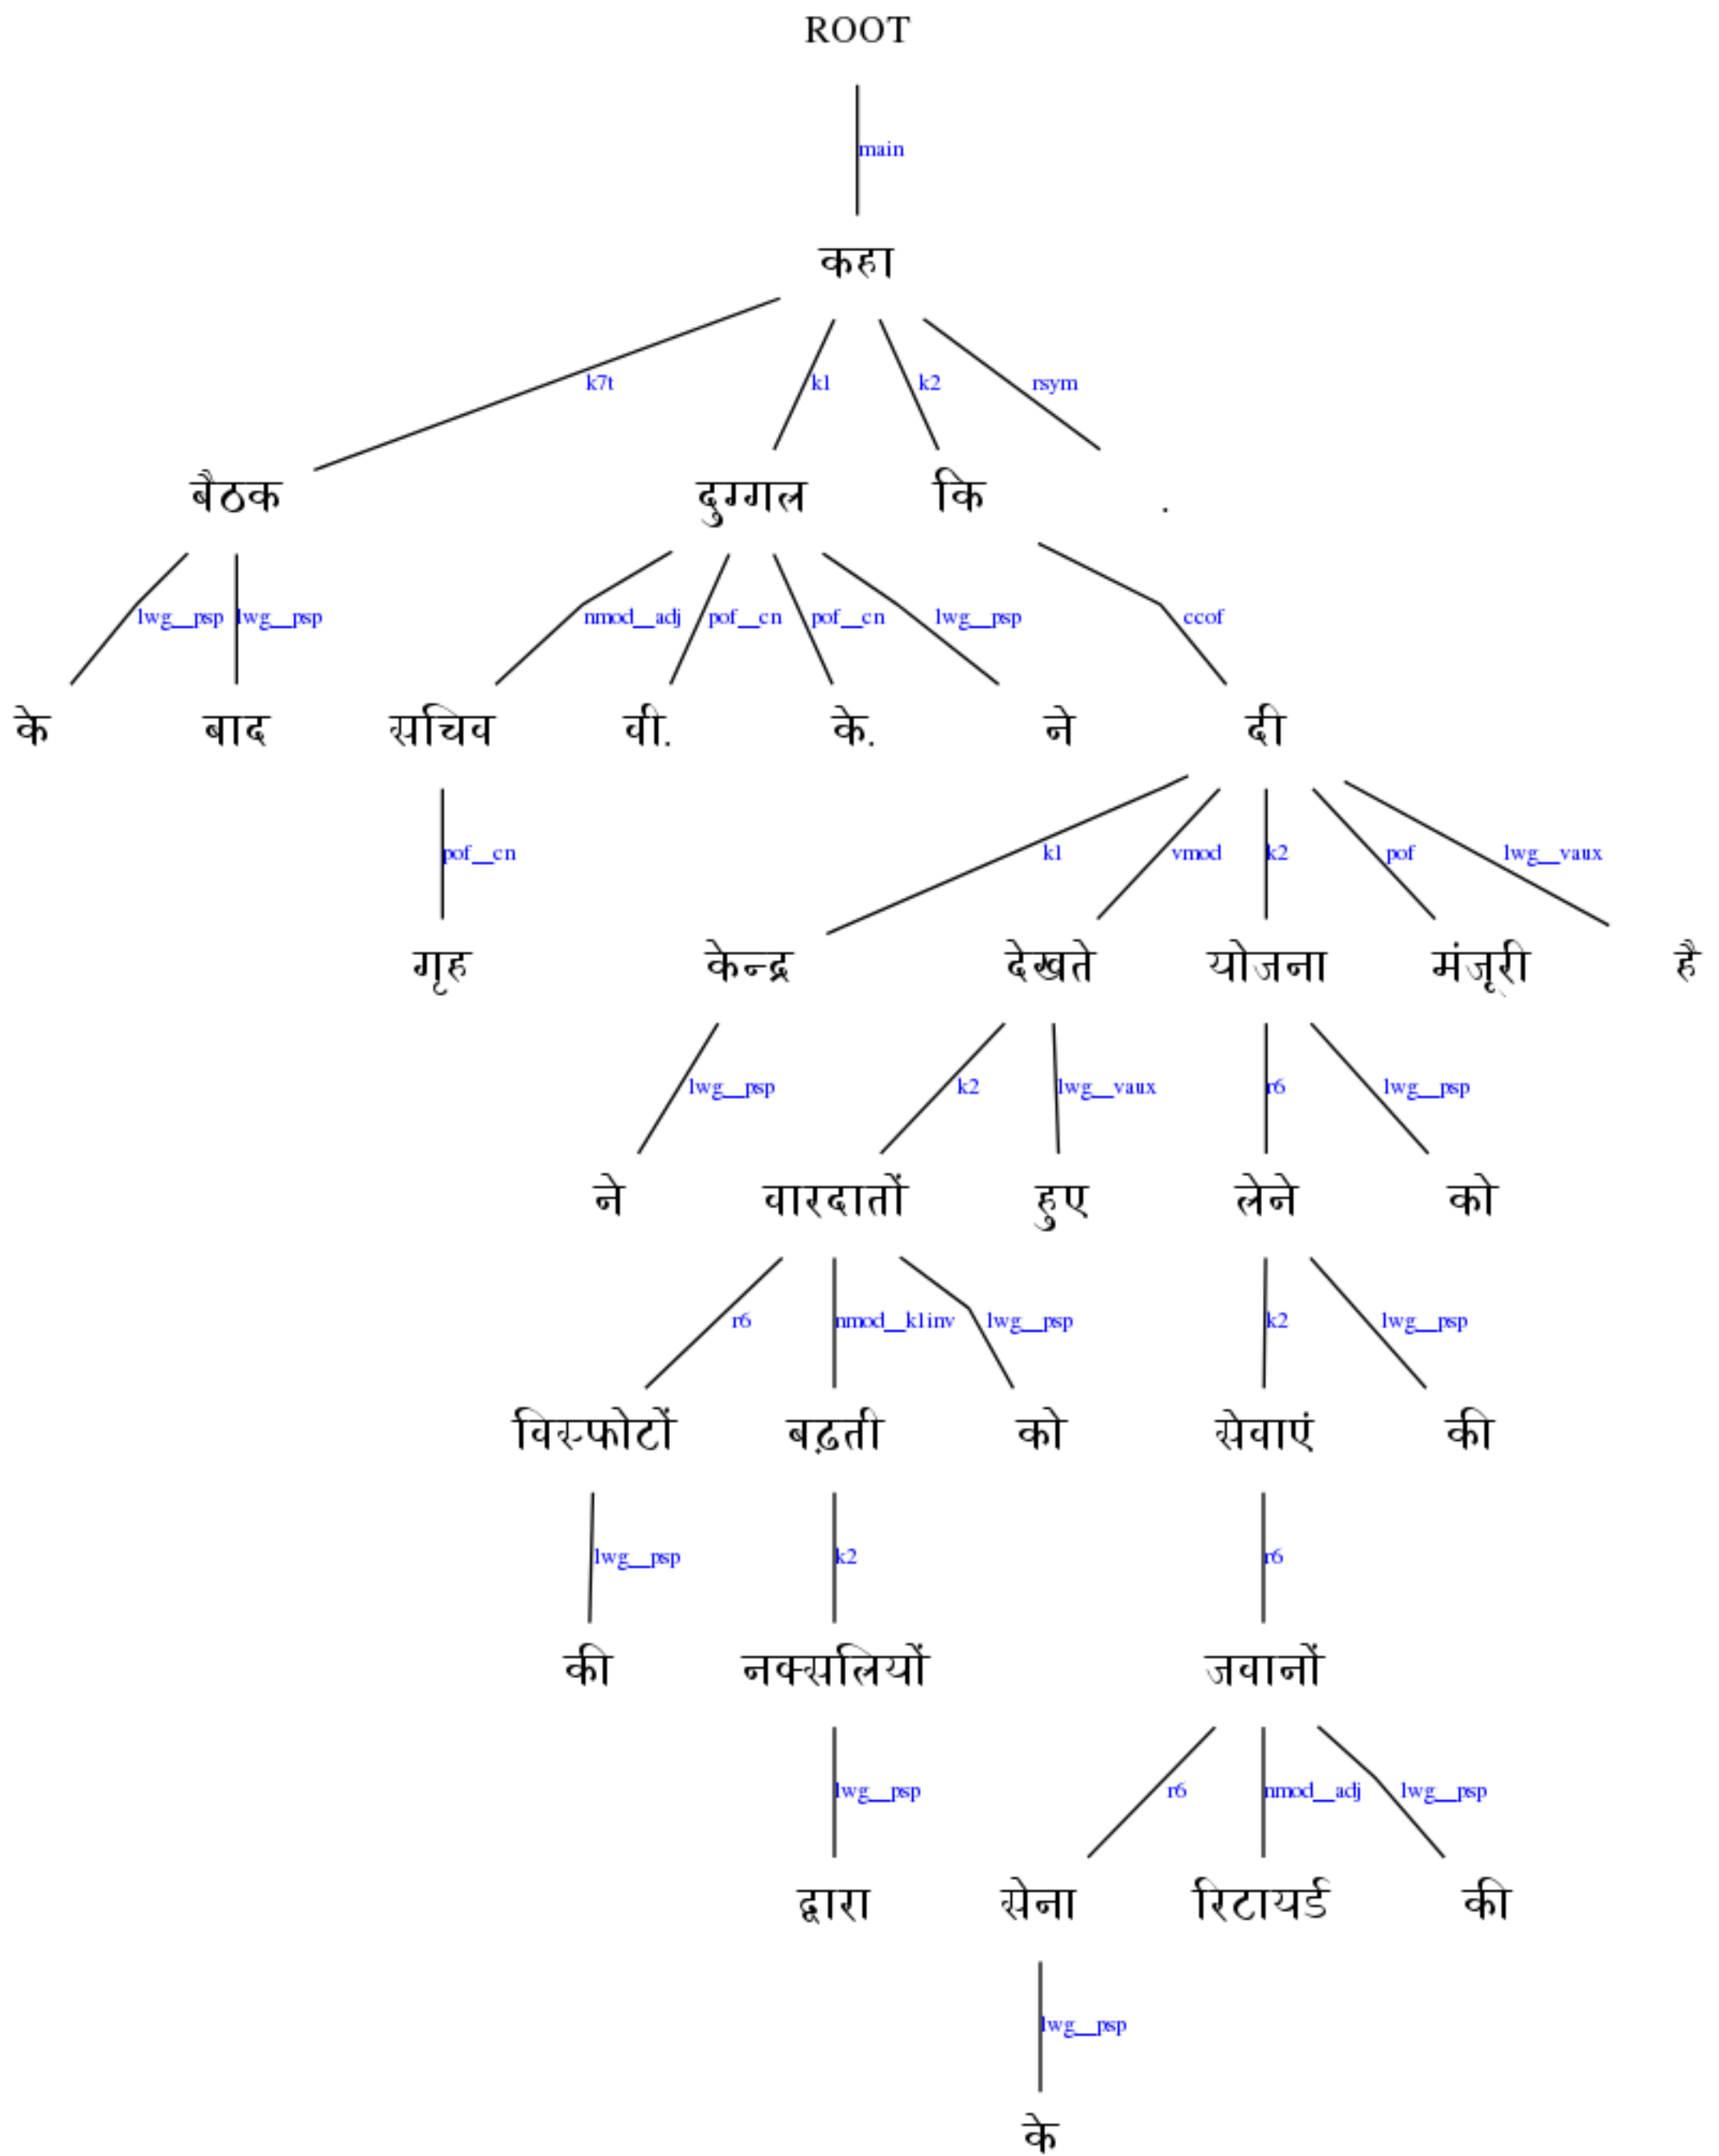 ROOT
main
कहा
k7t k1 k2 rsym
बैठक दुग्गल कि .
lwg__psp lwg__psp nmod__adj pof__cn pof__cn lwg__psp ccof
के बाद सचिव वी. के. ने दी
pof__cn k1 vmod k2 pof lwg__vaux
गृह केन्द्र देखते योजना मंजूरी है
lwg__psp k2 lwg__vaux r6 lwg__psp
ने वारदातों हुए लेने को
r6 nmod__k1inv lwg__psp k2 lwg__psp
विस्फोटों बढ़ती को सेवाएं की
lwg__psp k2 r6
की नक्सलियों जवानों
lwg__psp r6 nmod__adj lwg__psp
द्वारा सेना रिटायर्ड की
lwg__psp
के